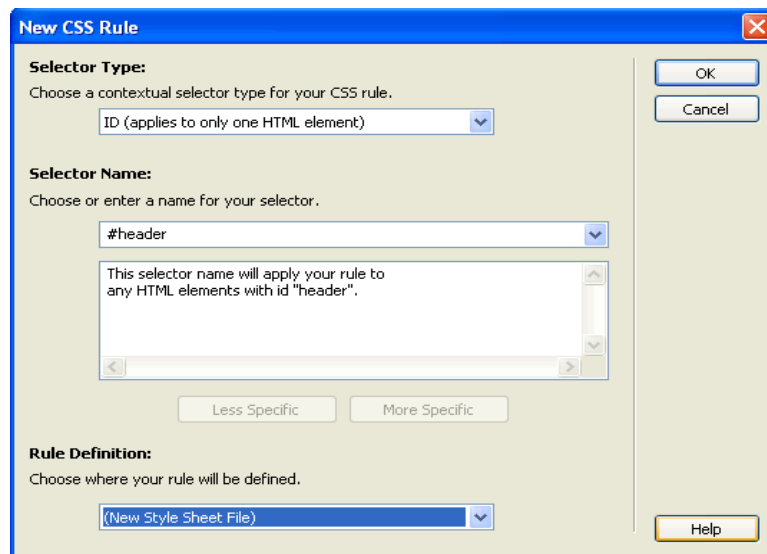 New CSS Rule
Selector Type:
Choose a contextual selector type for your CSS rule.
ID (applies to only one HTML element)
OK
Cancel
Selector Name:
Choose or enter a name for your selector.
#header
This selector name will apply your rule to
any HTML elements with id "header".
Less Specific
More Specific
Rule Definition:
Choose where your rule will be defined.
(New Style Sheet File)
Help